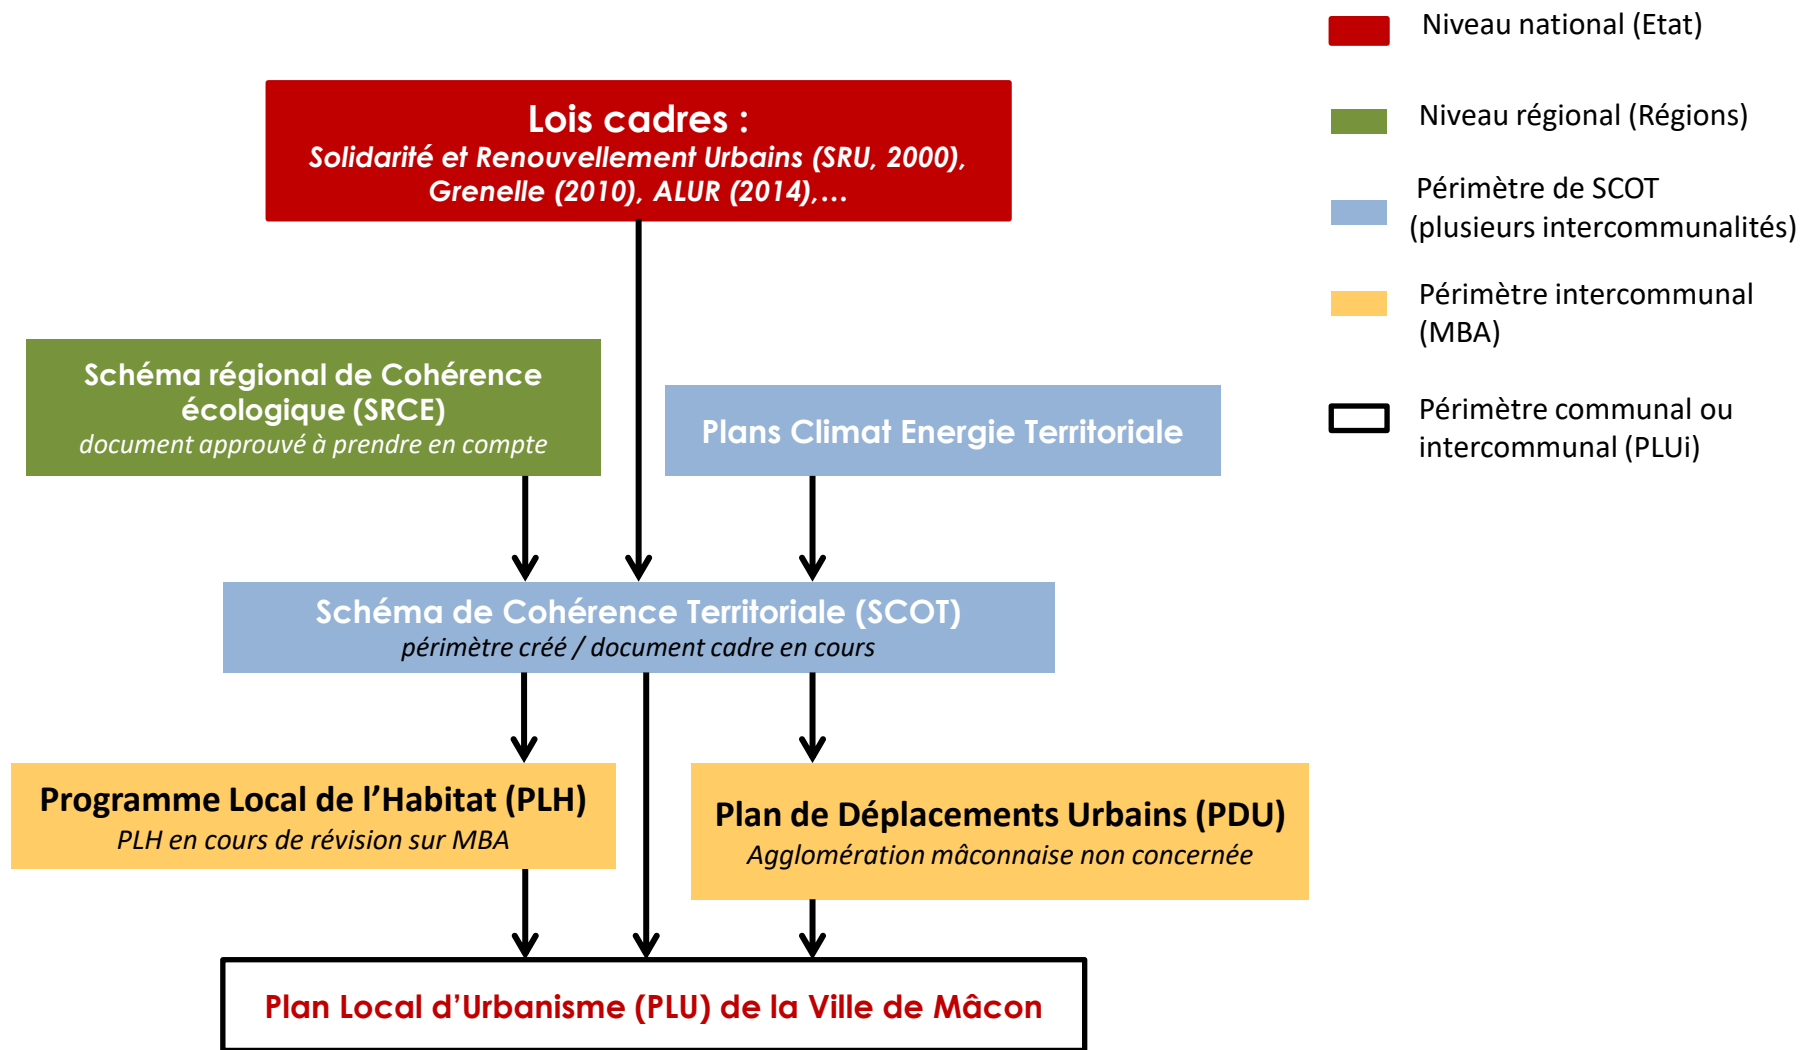 Lois cadres :
Solidarité et Renouvellement Urbains (SRU, 2000),
Grenelle (2010), ALUR (2014),...
Schéma régional de Cohérence
écologique (SRCE)
document approuvé à prendre en compte
Plans Climat Energie Territoriale
Schéma de Cohérence Territoriale (SCOT)
périmètre créé / document cadre en cours
Programme Local de l’Habitat (PLH)
PLH en cours de révision sur MBA
Plan de Déplacements Urbains (PDU)
Agglomération mâconnaise non concernée
Plan Local d’Urbanisme (PLU) de la Ville de Mâcon
Niveau national (Etat)
Niveau régional (Régions)
Périmètre de SCOT
(plusieurs intercommunalités)
Périmètre intercommunal
(MBA)
Périmètre communal ou
intercommunal (PLUi)